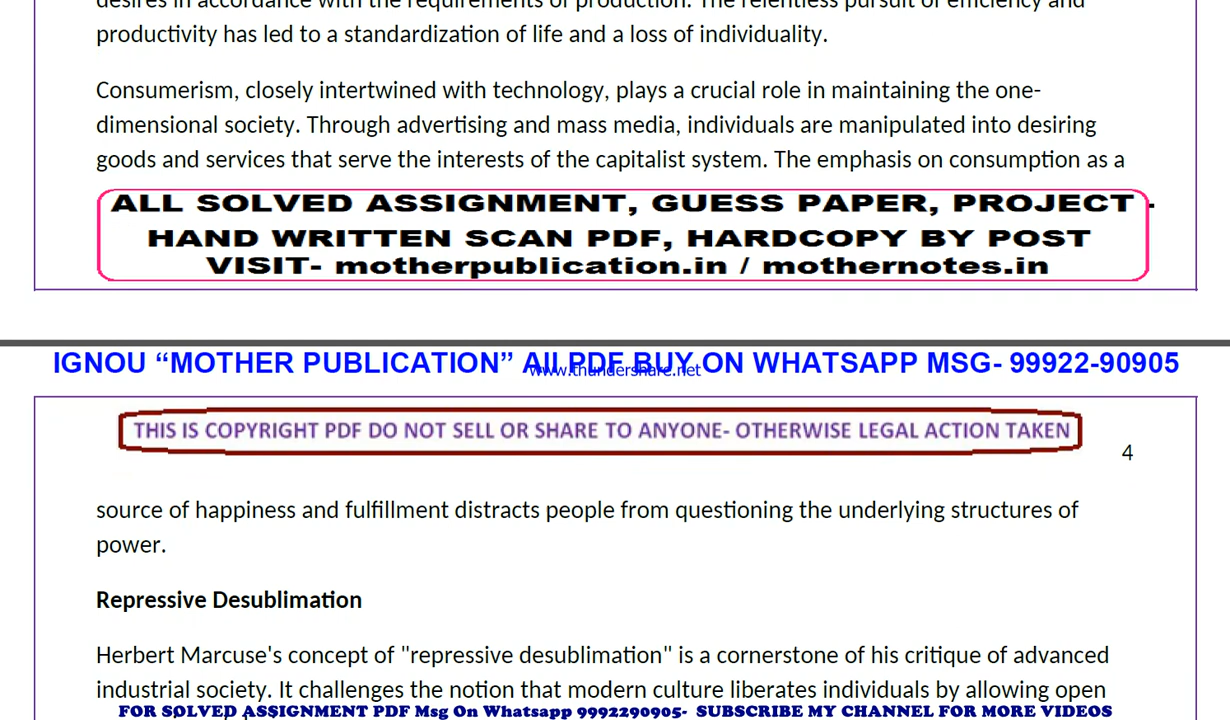 desires in accordance with the requirements of production. The relentless pursuit of efficiency and
productivity has led to a standardization of life and a loss of individuality.
Consumerism, closely intertwined with technology, plays a crucial role in maintaining the one-
dimensional society. Through advertising and mass media, individuals are manipulated into desiring
goods and services that serve the interests of the capitalist system. The emphasis on consumption as a
ALL SOLVED ASSIGNMENT, GUESS PAPER, PROJECT -
HAND WRITTEN SCAN PDF, HARDCOPY BY POST
VISIT- motherpublication.in / mothernotes.in
IGNOU “MOTHER PUBLICATION” All PDF BUY ON WHATSAPP MSG- 99922-90905
www.thundershare.net
THIS IS COPYRIGHT PDF DO NOT SELL OR SHARE TO ANYONE- OTHERWISE LEGAL ACTION TAKEN
4
source of happiness and fulfillment distracts people from questioning the underlying structures of
power.
Repressive Desublimation
Herbert Marcuse's concept of "repressive desublimation" is a cornerstone of his critique of advanced
industrial society. It challenges the notion that modern culture liberates individuals by allowing open
FOR SOLVED ASSIGNMENT PDF Msg On Whatsapp 9992290905- SUBSCRIBE MY CHANNEL FOR MORE VIDEOS